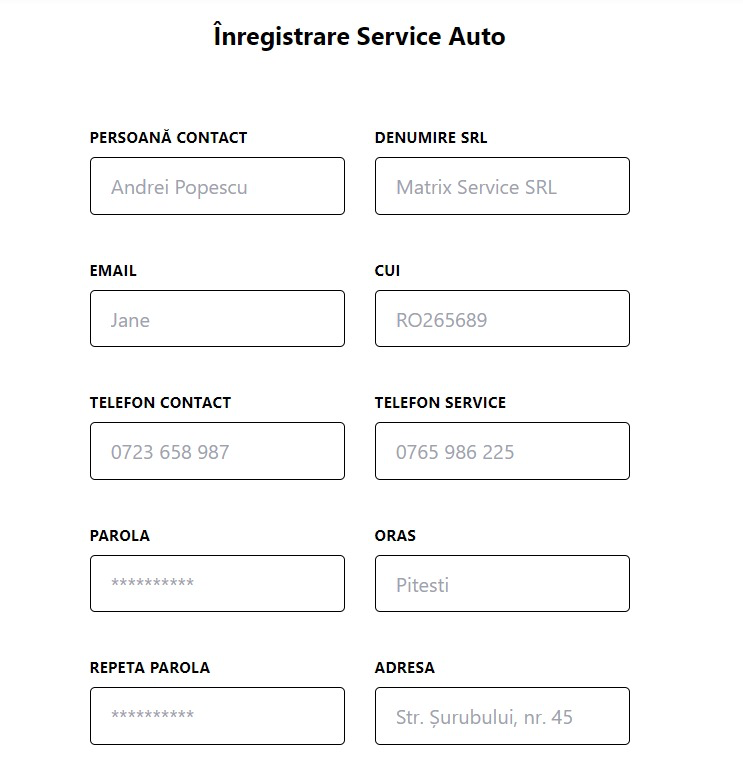 Înregistrare Service Auto
PERSOANĂ CONTACT DENUMIRE SRL
Andrei Popescu Matrix Service SRL
EMAIL CUI
Jane RO265689
TELEFON CONTACT TELEFON SERVICE
0723 658 987 0765 986 225
PAROLA ORAS
********** Pitesti
REPETA PAROLA ADRESA
********** Str. Șurubului, nr. 45